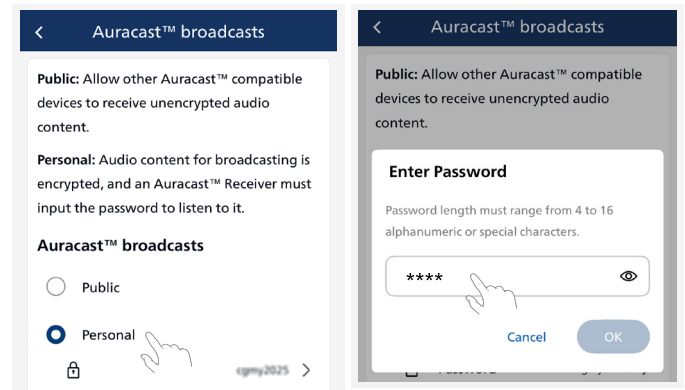 Auracast™ broadcasts
Public: Allow other Auracast™ compatible
devices to receive unencrypted audio
content.
Personal: Audio content for broadcasting is
encrypted, and an Auracast™ Receiver must
input the password to listen to it.
Auracast™ broadcasts
Public
Personal
cgmy2025
Auracast™ broadcasts
Public: Allow other Auracast™ compatible
devices to receive unencrypted audio
content.
Enter Password
Password length must range from 4 to 16
alphanumeric or special characters.
****
Cancel OK